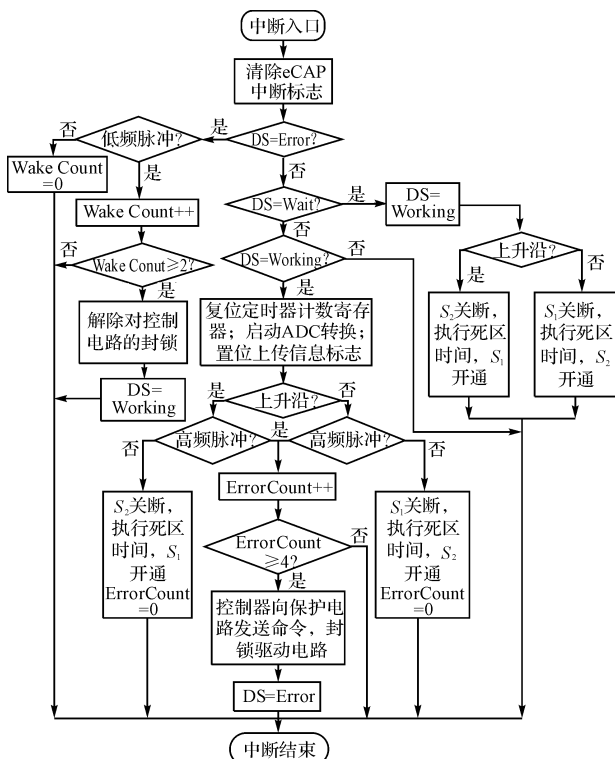 中断入口
清除eCAP
中断标志
DS=Error?
是
否
低频脉冲?
否
是
Wake Count
=0
Wake Count++
Wake Conut≥2?
否
是
解除对控制
电路的封锁
DS=
Working
DS=Wait?
是
否
DS=
Working
上升沿?
是
否
S₂关断,
执行死区
时间, S₁
开通
S₁关断,
执行死区
时间, S₂
开通
DS=Working?
否
是
复位定时器计数寄存
器; 启动ADC转换;
置位上传信息标志
上升沿?
是
否
高频脉冲?
是
高频脉冲?
否
否
S₂关断,
执行死区
时间, S₁
开通
ErrorCount
=0
ErrorCount++
ErrorCount
≥4?
否
是
S₁关断,
执行死区
时间, S₂
开通
ErrorCount
=0
控制器向保护电
路发送命令, 封
锁驱动电路
DS=Error
中断结束